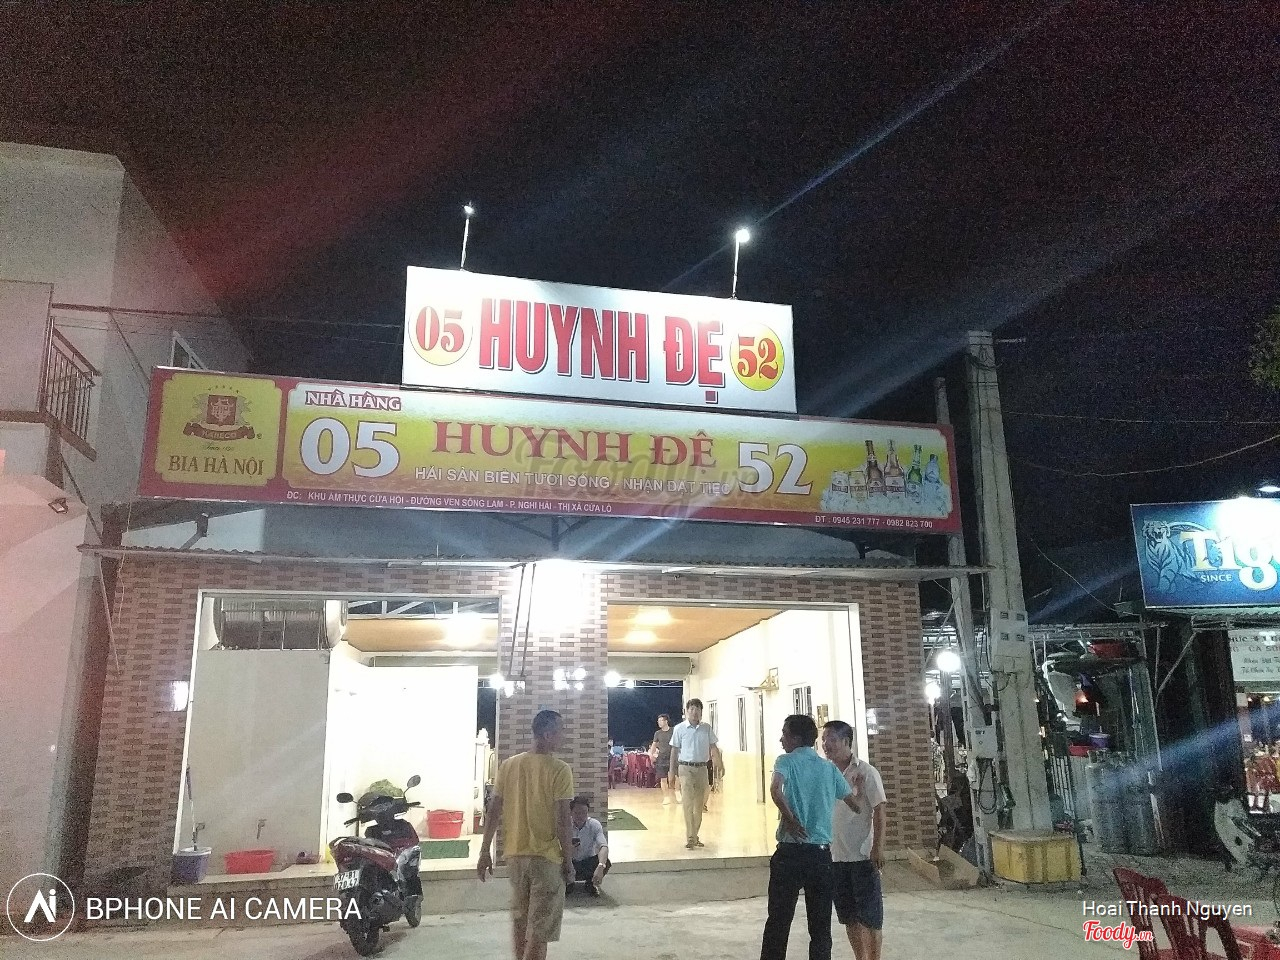 05 HUYNH ĐỆ 52
NHÀ HÀNG
05 HUYNH ĐỆ 52
HẢI SẢN BIỂN TƯƠI SỐNG - NHẬN ĐẶT TIỆC
HABECO
BIA HÀ NỘI
ĐC: KHU ẨM THỰC CỬA HỘI - ĐƯỜNG VEN SÔNG LAM - P. NGHI HẢI - THỊ XÃ CỬA LÒ
ĐT : 0945 231 777 - 0982 823 700
Tig
SINCE
BPHONE AI CAMERA
Hoai Thanh Nguyen
Foody.vn